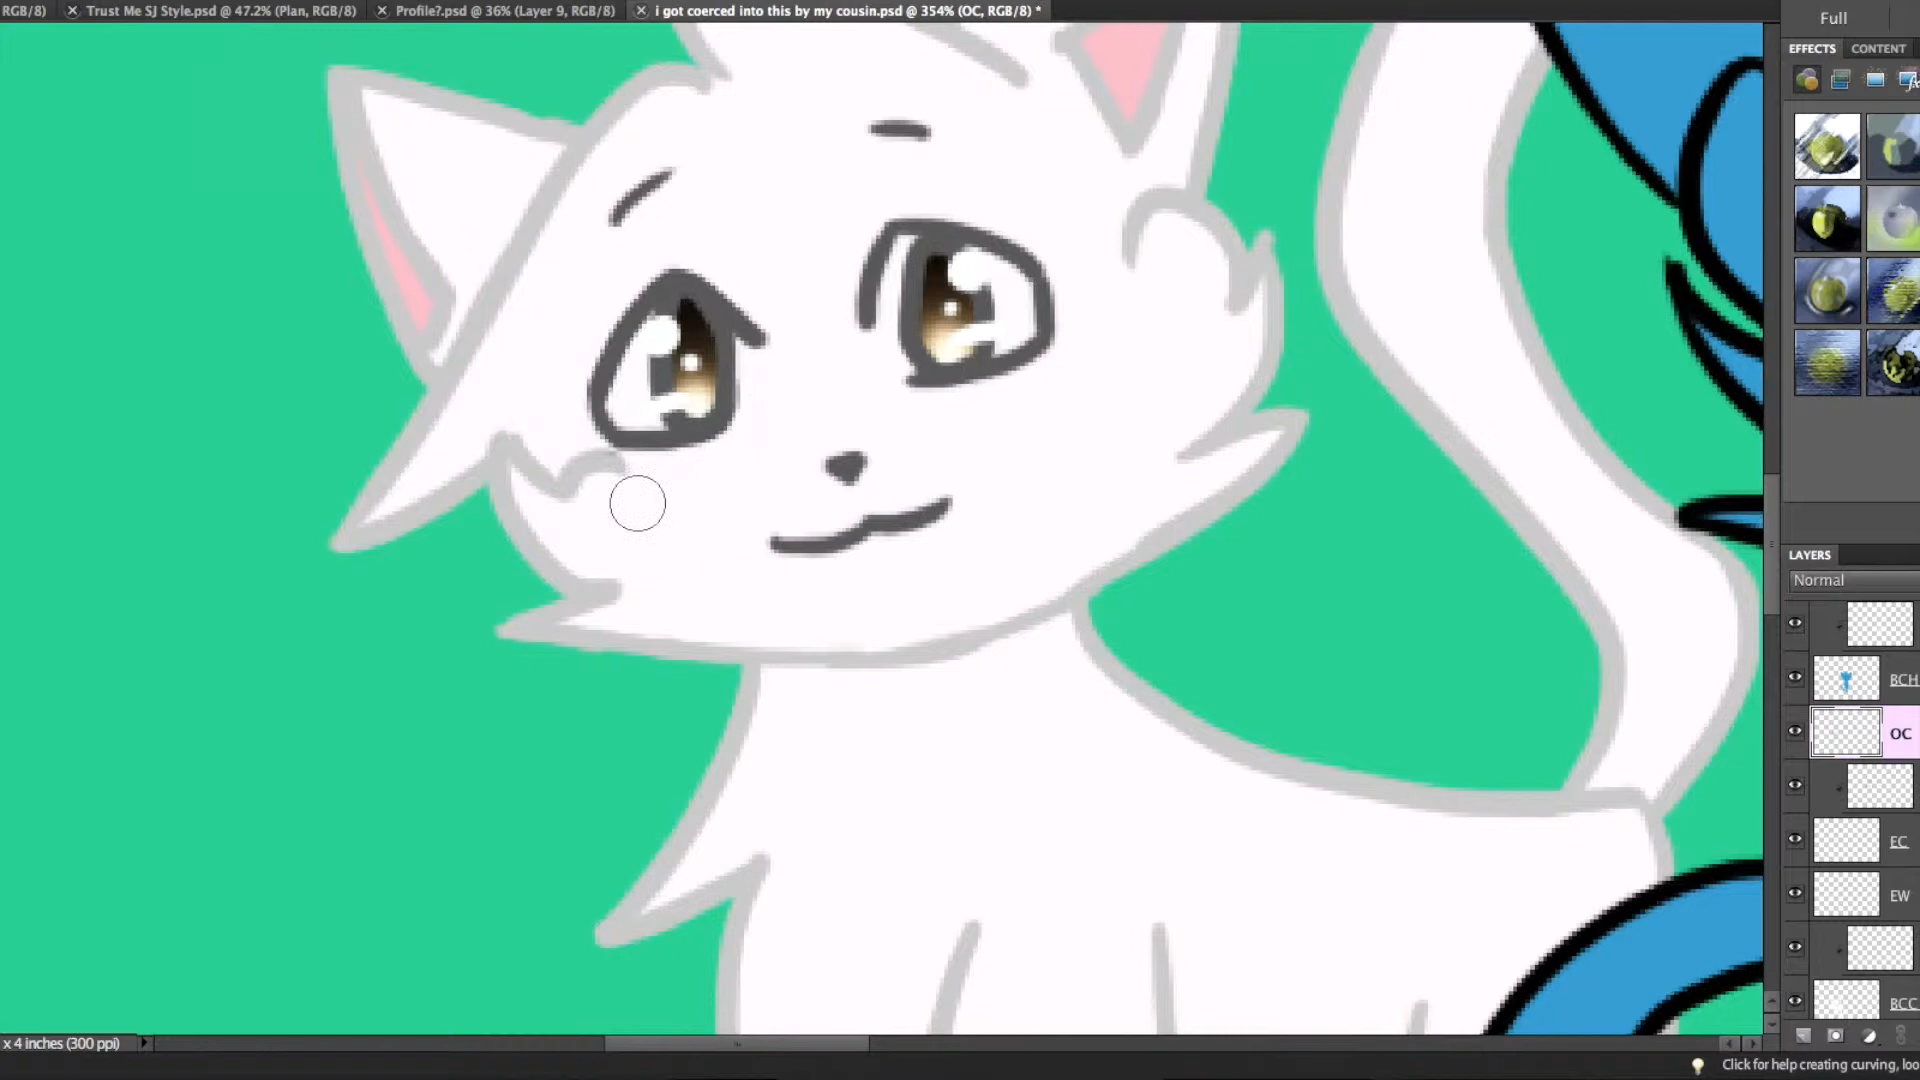 RGB/8)
Trust Me SJ Style.psd @ 47.2% (Plan, RGB/8)
Profile?.psd @ 36% (Layer 9, RGB/8)
i got coerced into this by my cousin.psd @ 354% (OC, RGB/8) *
Full
EFFECTS
CONTENT
fx
LAYERS
Normal
BCH
OC
EC
EW
BCC
x 4 inches (300 ppi)
Click for help creating curving, loo